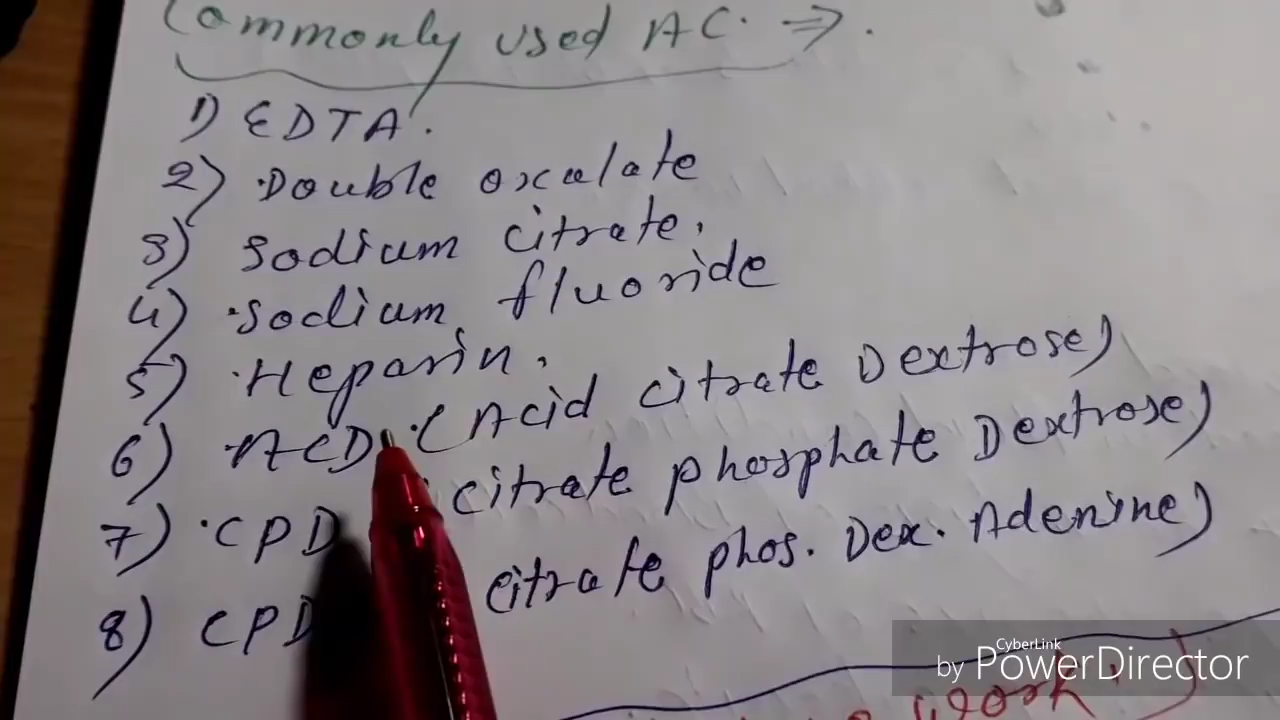 Commonly used AC. ⇒.
1) EDTA.
2) Double oxalate
3) Sodium citrate.
4) Sodium fluoride
5) Heparin.
6) ACD (Acid citrate Dextrose)
7) CPD citrate phosphate Dextrose)
8) CPD citrate phos. Dex. Adenine)
work
CyberLink
by PowerDirector